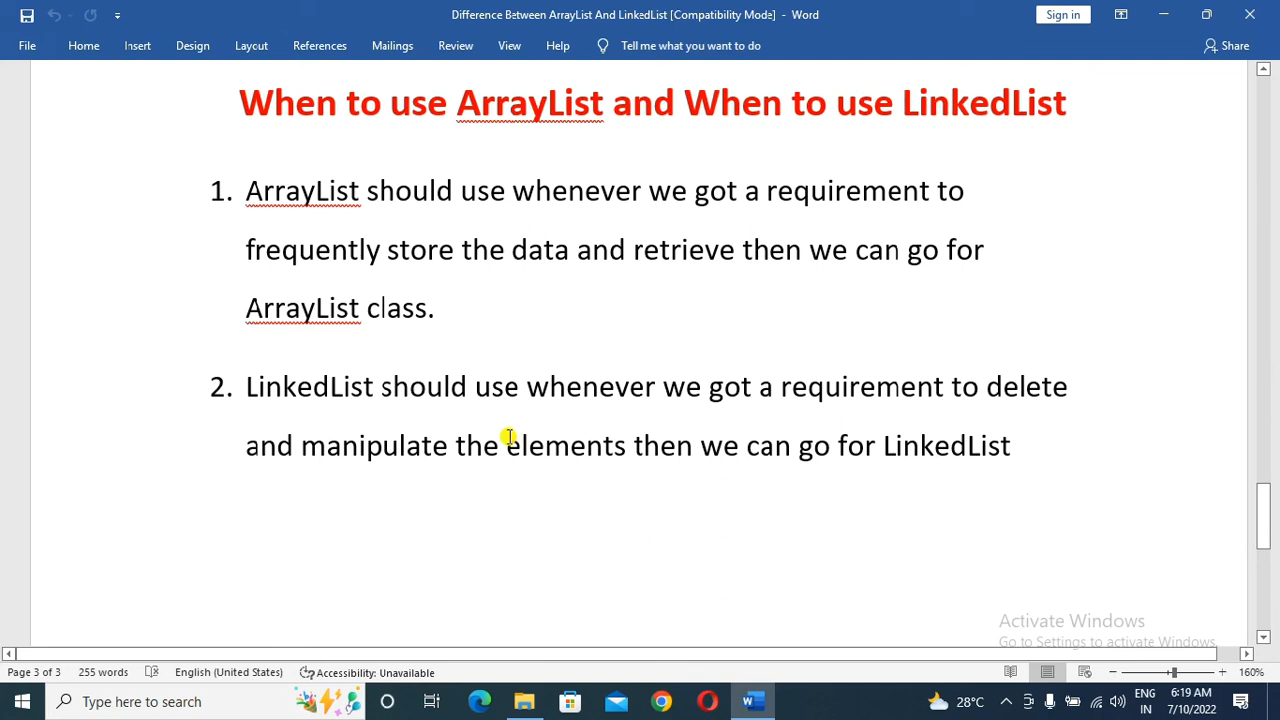 Difference Between ArrayList And LinkedList [Compatibility Mode] - Word
Sign in
File Home Insert Design Layout References Mailings Review View Help Tell me what you want to do Share
When to use ArrayList and When to use LinkedList
1. ArrayList should use whenever we got a requirement to
frequently store the data and retrieve then we can go for
ArrayList class.
2. LinkedList should use whenever we got a requirement to delete
and manipulate the elements then we can go for LinkedList
Activate Windows
Go to Settings to activate Windows.
Page 3 of 3 255 words English (United States) Accessibility: Unavailable 160%
Type here to search 28°C ENG 6:19 AM
IN 7/10/2022